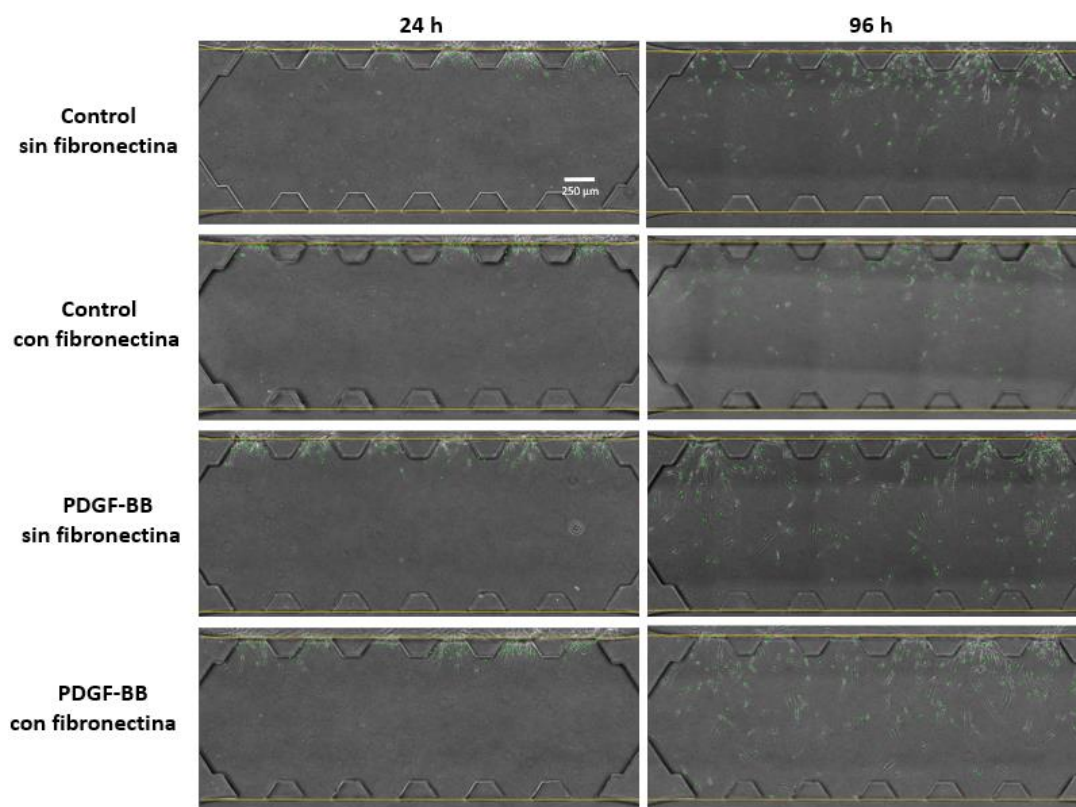 24 h
96 h
Control
sin fibronectina
250 µm
Control
con fibronectina
PDGF-BB
sin fibronectina
PDGF-BB
con fibronectina